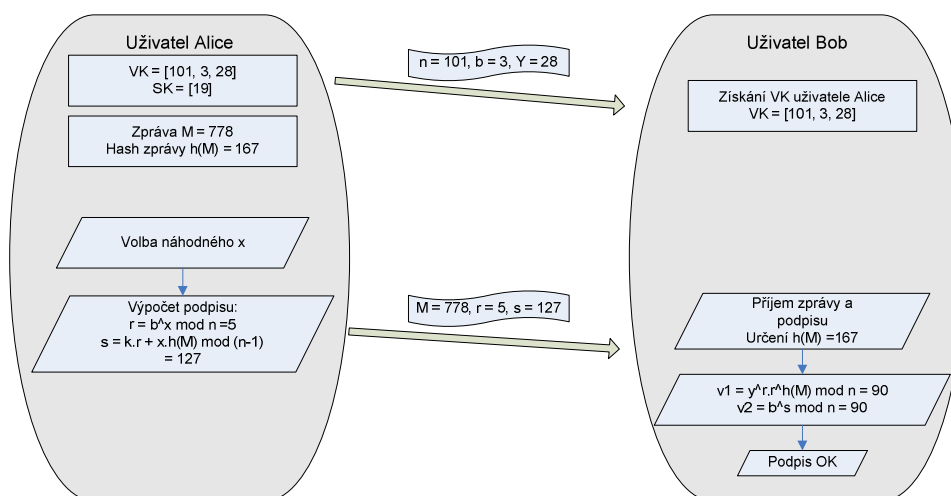 Uživatel Alice
VK = [101, 3, 28]
SK = [19]
Zpráva M = 778
Hash zprávy h(M) = 167
Volba náhodného x
Výpočet podpisu:
r = b^x mod n =5
s = k.r + x.h(M) mod (n-1)
= 127
n = 101, b = 3, Y = 28
M = 778, r = 5, s = 127
Uživatel Bob
Získání VK uživatele Alice
VK = [101, 3, 28]
Příjem zprávy a
podpisu
Určení h(M) =167
v1 = y^r.r^h(M) mod n = 90
v2 = b^s mod n = 90
Podpis OK